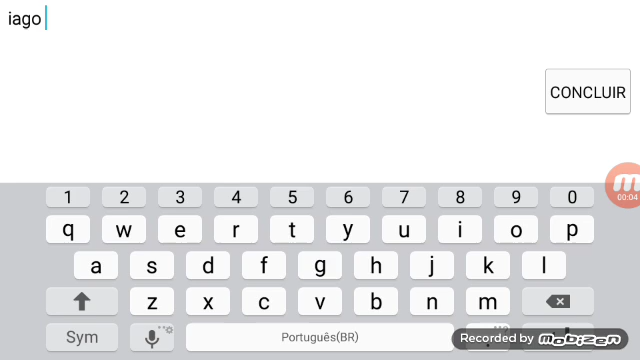 iago
CONCLUIR
00:04
1 2 3 4 5 6 7 8 9 0
q w e r t y u i o p
a s d f g h j k l
z x c v b n m
Sym Português(BR)
Recorded by mobizen